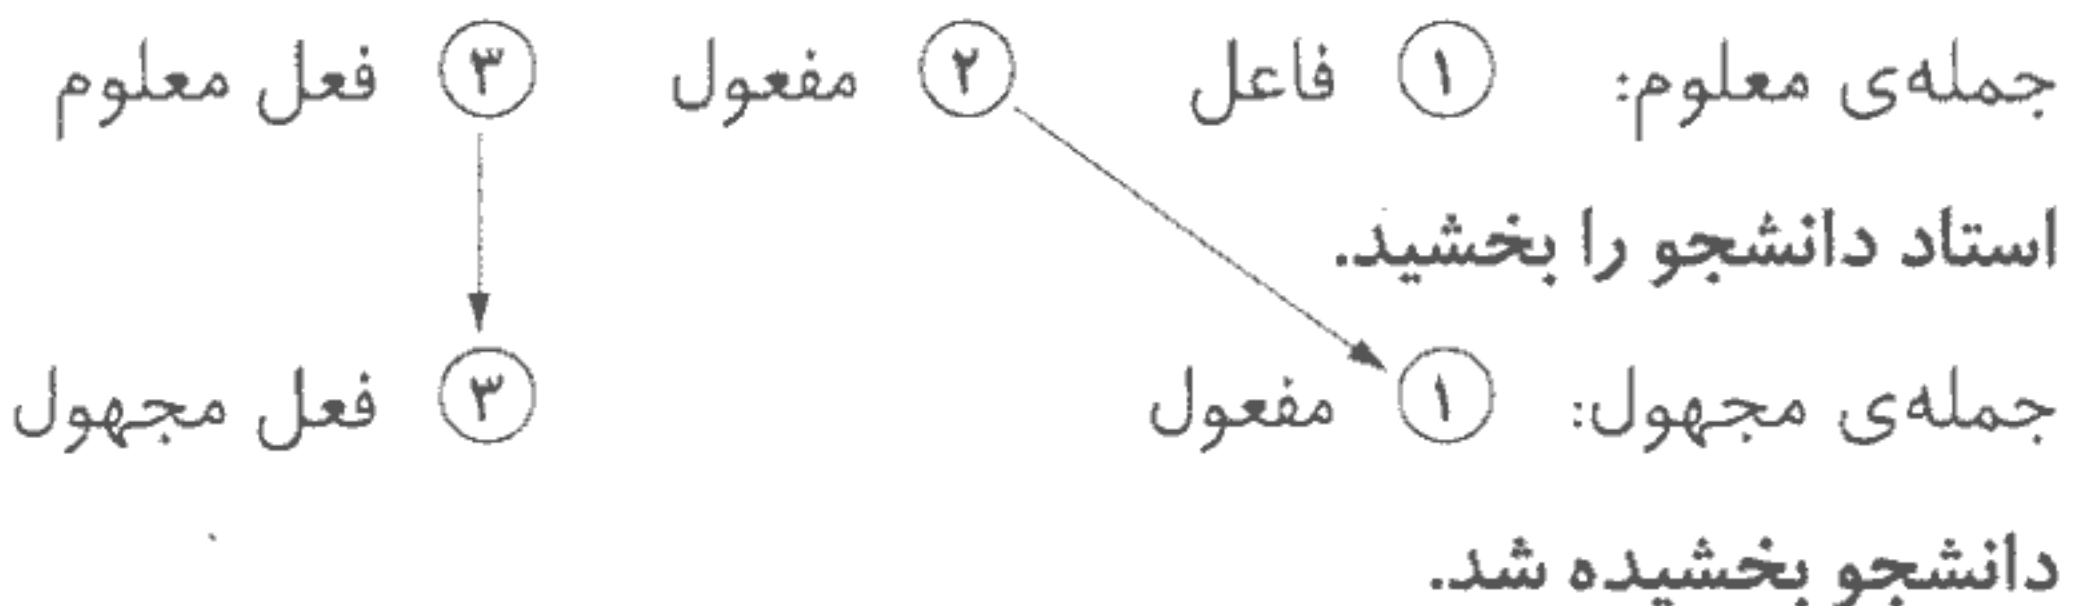 جمله‌ی معلوم: ۱ فاعل ۲ مفعول ۳ فعل معلوم
استاد دانشجو را بخشید.
جمله‌ی مجهول: ۱ مفعول ۳ فعل مجهول
دانشجو بخشیده شد.